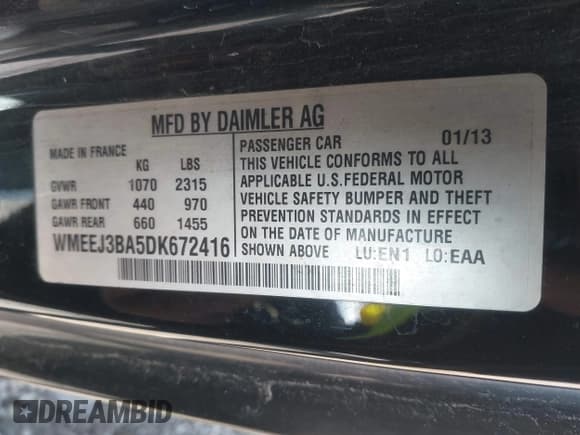 MFD BY DAIMLER AG
MADE IN FRANCE
KG LBS
GVWR 1070 2315
GAWR FRONT 440 970
GAWR REAR 660 1455
WMEEJ3BA5DK672416
PASSENGER CAR 01/13
THIS VEHICLE CONFORMS TO ALL
APPLICABLE U.S.FEDERAL MOTOR
VEHICLE SAFETY BUMPER AND THEFT
PREVENTION STANDARDS IN EFFECT
ON THE DATE OF MANUFACTUR
SHOWN ABOVE LU:EN1 LO:EAA
DREAMBID